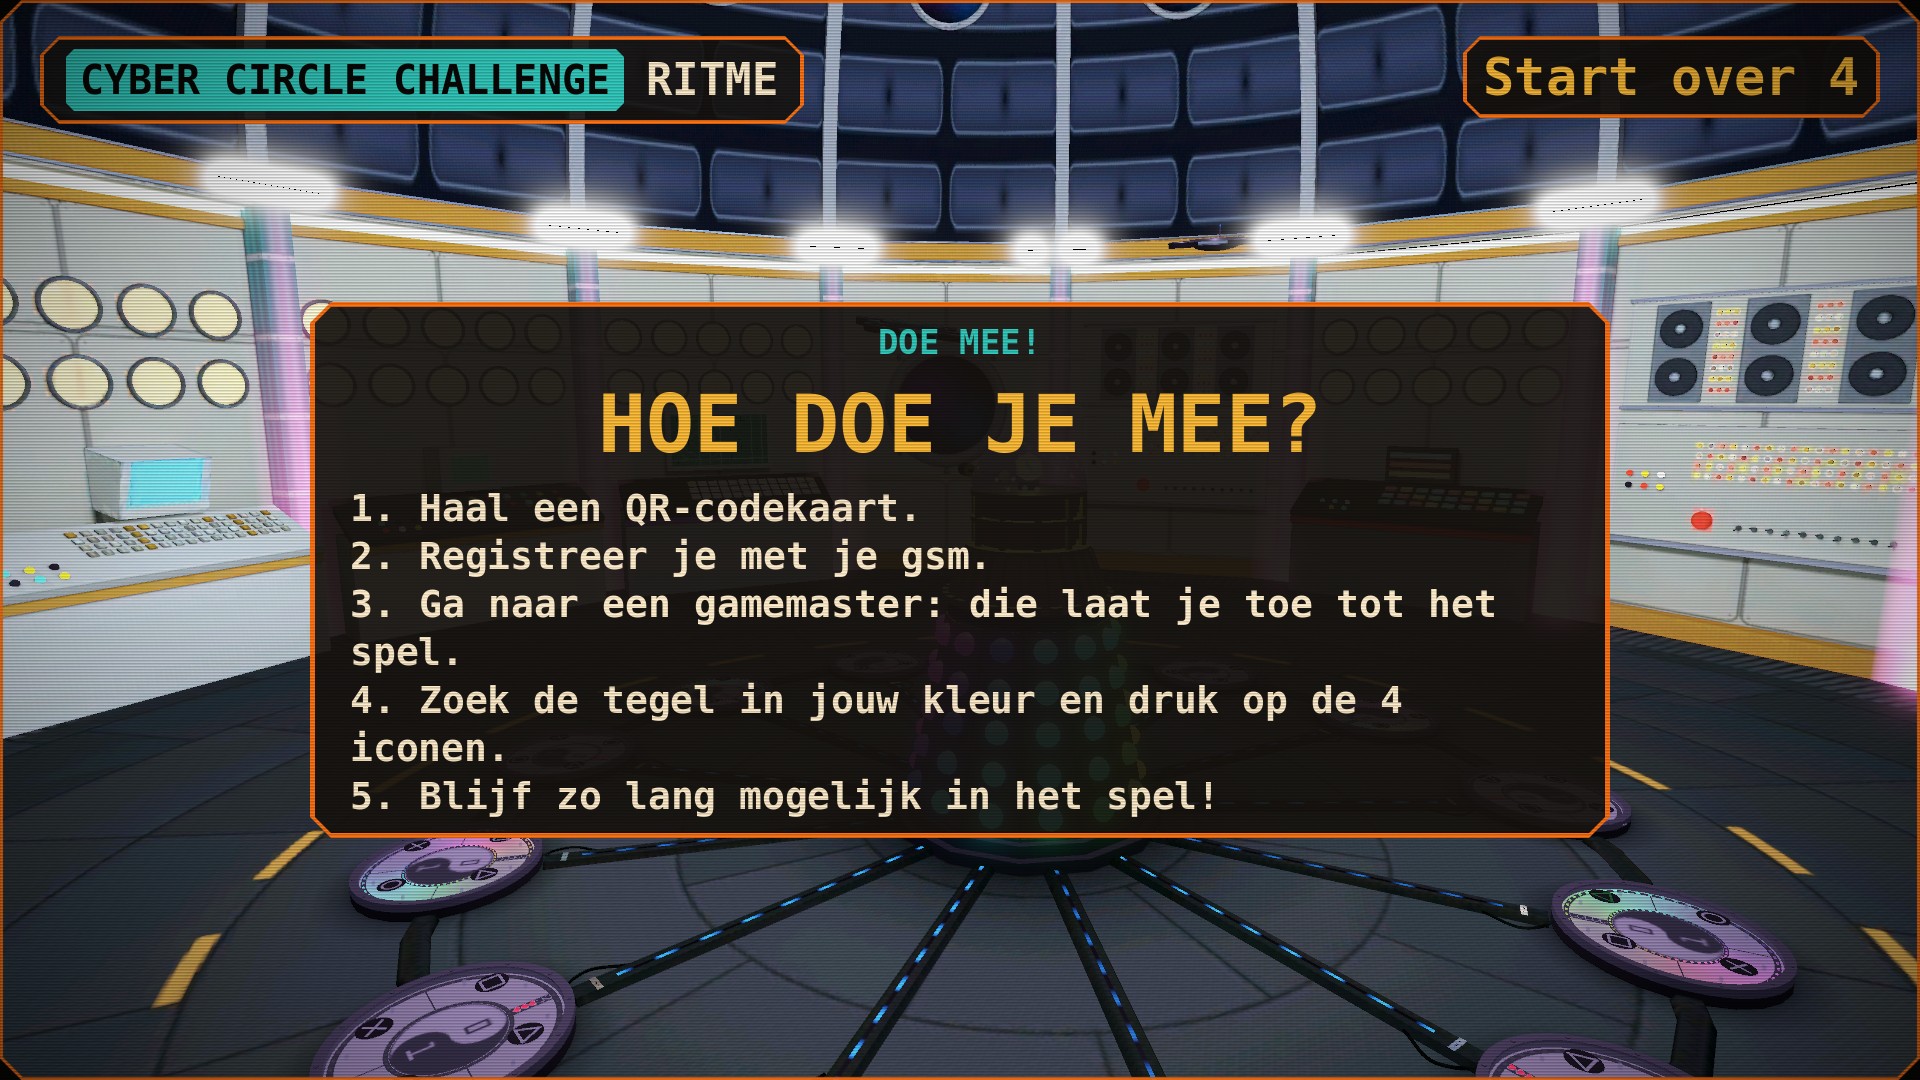 CYBER CIRCLE CHALLENGE RITME
Start over 4
DOE MEE!
HOE DOE JE MEE?
1. Haal een QR-codekaart.
2. Registreer je met je gsm.
3. Ga naar een gamemaster: die laat je toe tot het
spel.
4. Zoek de tegel in jouw kleur en druk op de 4
iconen.
5. Blijf zo lang mogelijk in het spel!